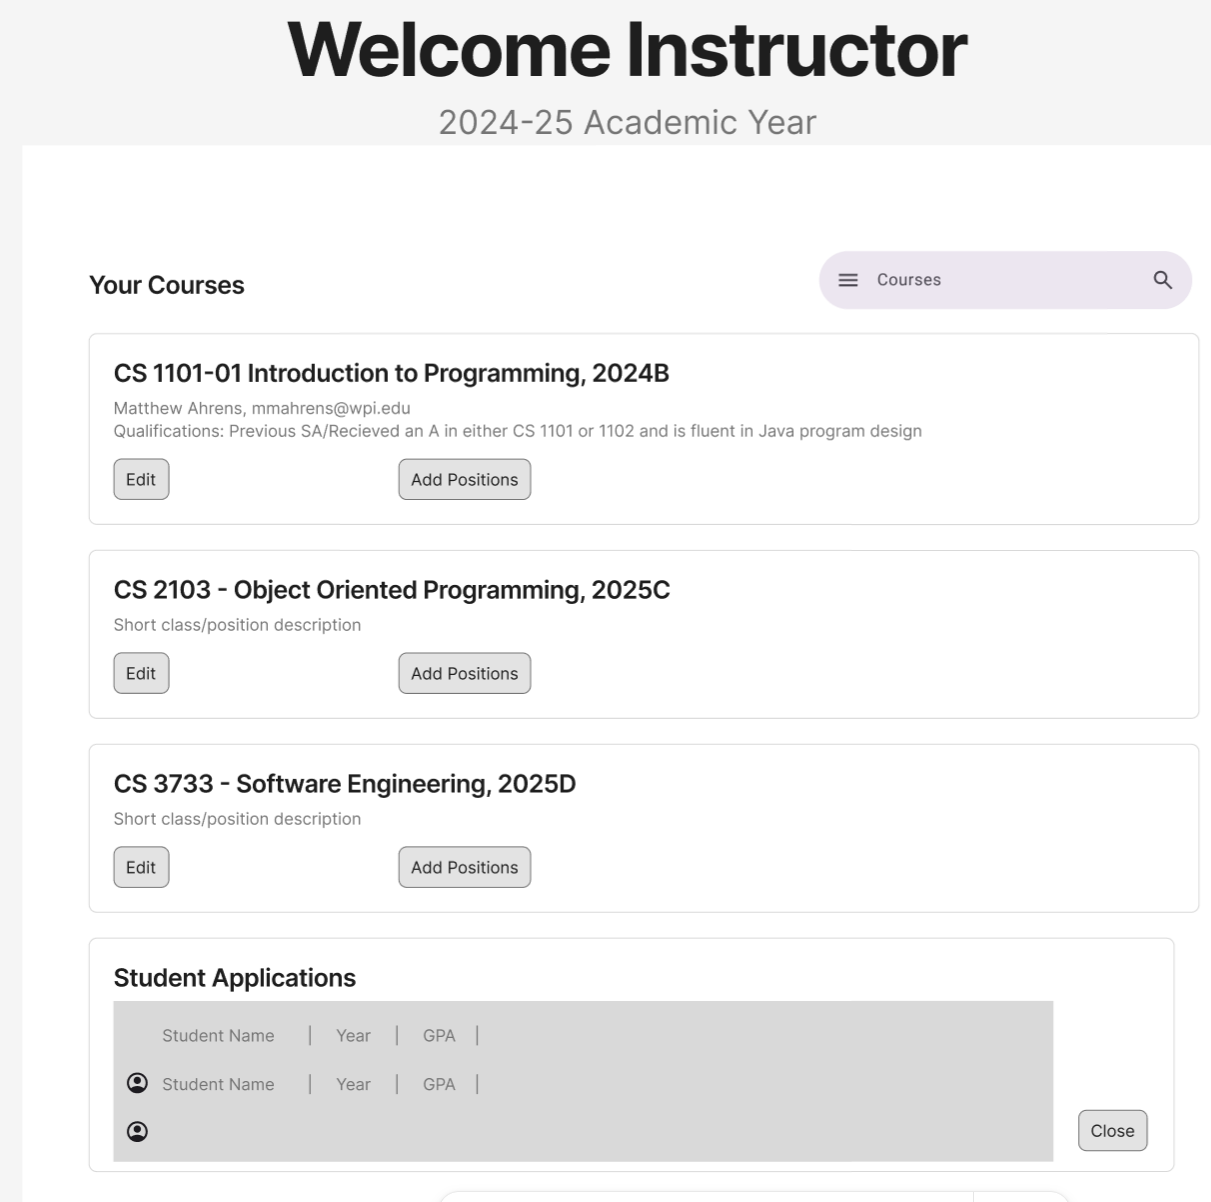 Welcome Instructor
2024-25 Academic Year
Your Courses
Courses
CS 1101-01 Introduction to Programming, 2024B
Matthew Ahrens, mmahrens@wpi.edu
Qualifications: Previous SA/Recieved an A in either CS 1101 or 1102 and is fluent in Java program design
Edit Add Positions
CS 2103 - Object Oriented Programming, 2025C
Short class/position description
Edit Add Positions
CS 3733 - Software Engineering, 2025D
Short class/position description
Edit Add Positions
Student Applications
Student Name | Year | GPA |
Student Name | Year | GPA |
Close